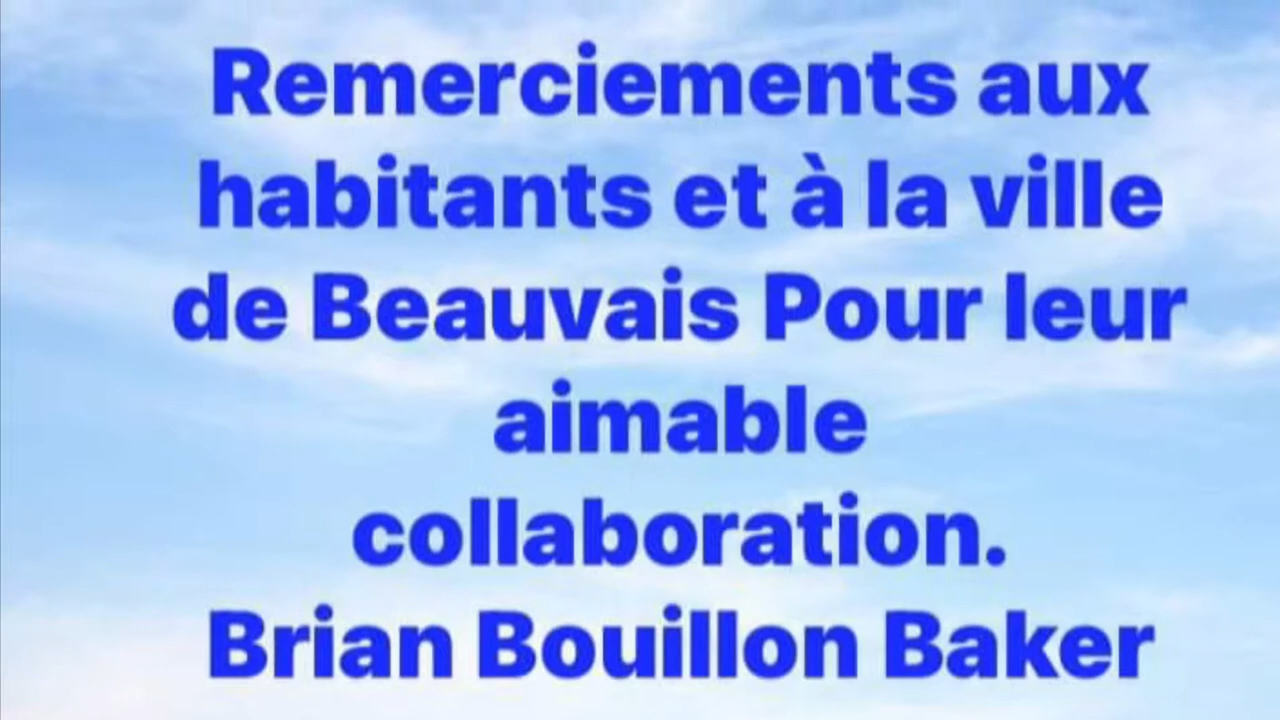 Remerciements aux
habitants et à la ville
de Beauvais Pour leur
aimable
collaboration.
Brian Bouillon Baker